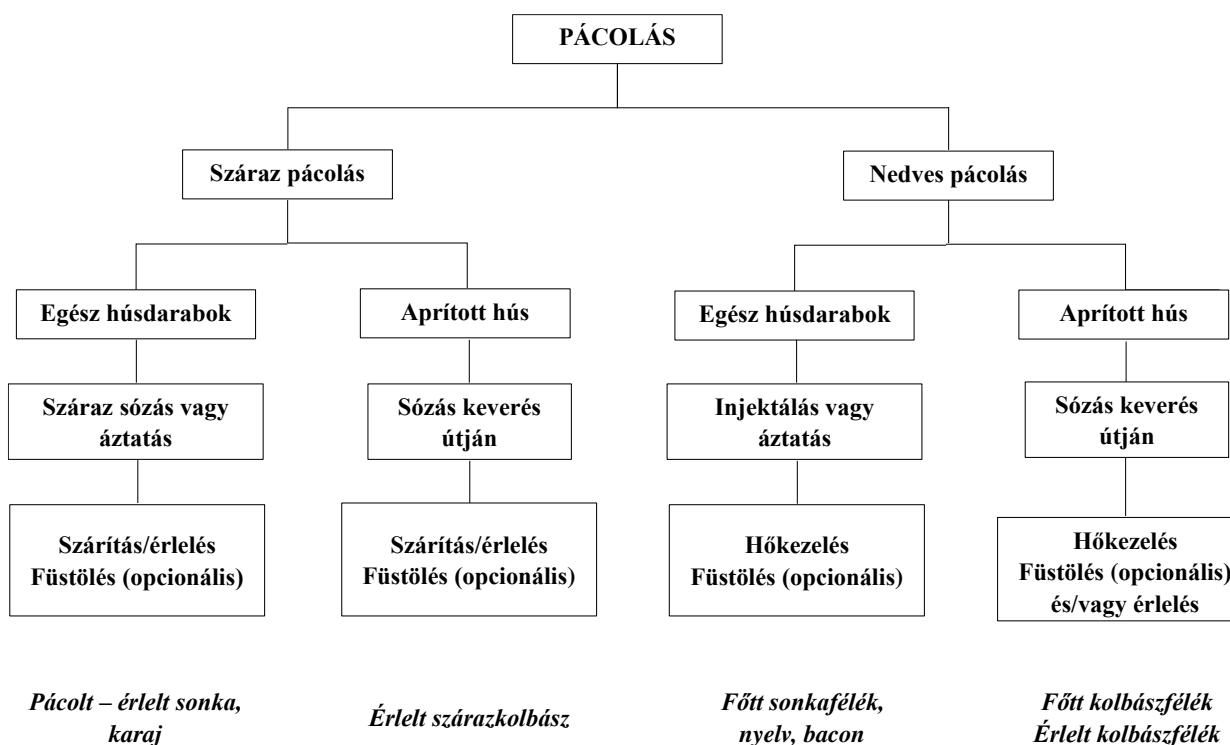 PÁCOLÁS
Száraz pácolás
Nedves pácolás
Egész húsdarabok
Aprított hús
Egész húsdarabok
Aprított hús
Száraz sózás vagy
áztatás
Sózás keverés
útján
Injektálás vagy
áztatás
Sózás keverés
útján
Szárítás/érlelés
Füstölés (opcionális)
Szárítás/érlelés
Füstölés (opcionális)
Hőkezelés
Füstölés (opcionális)
Hőkezelés
Füstölés (opcionális)
és/vagy érlelés
Pácolt – érlelt sonka,
karaj
Érlelt szárazkolbász
Főtt sonkafélék,
nyelv, bacon
Főtt kolbászfélék
Érlelt kolbászfélék